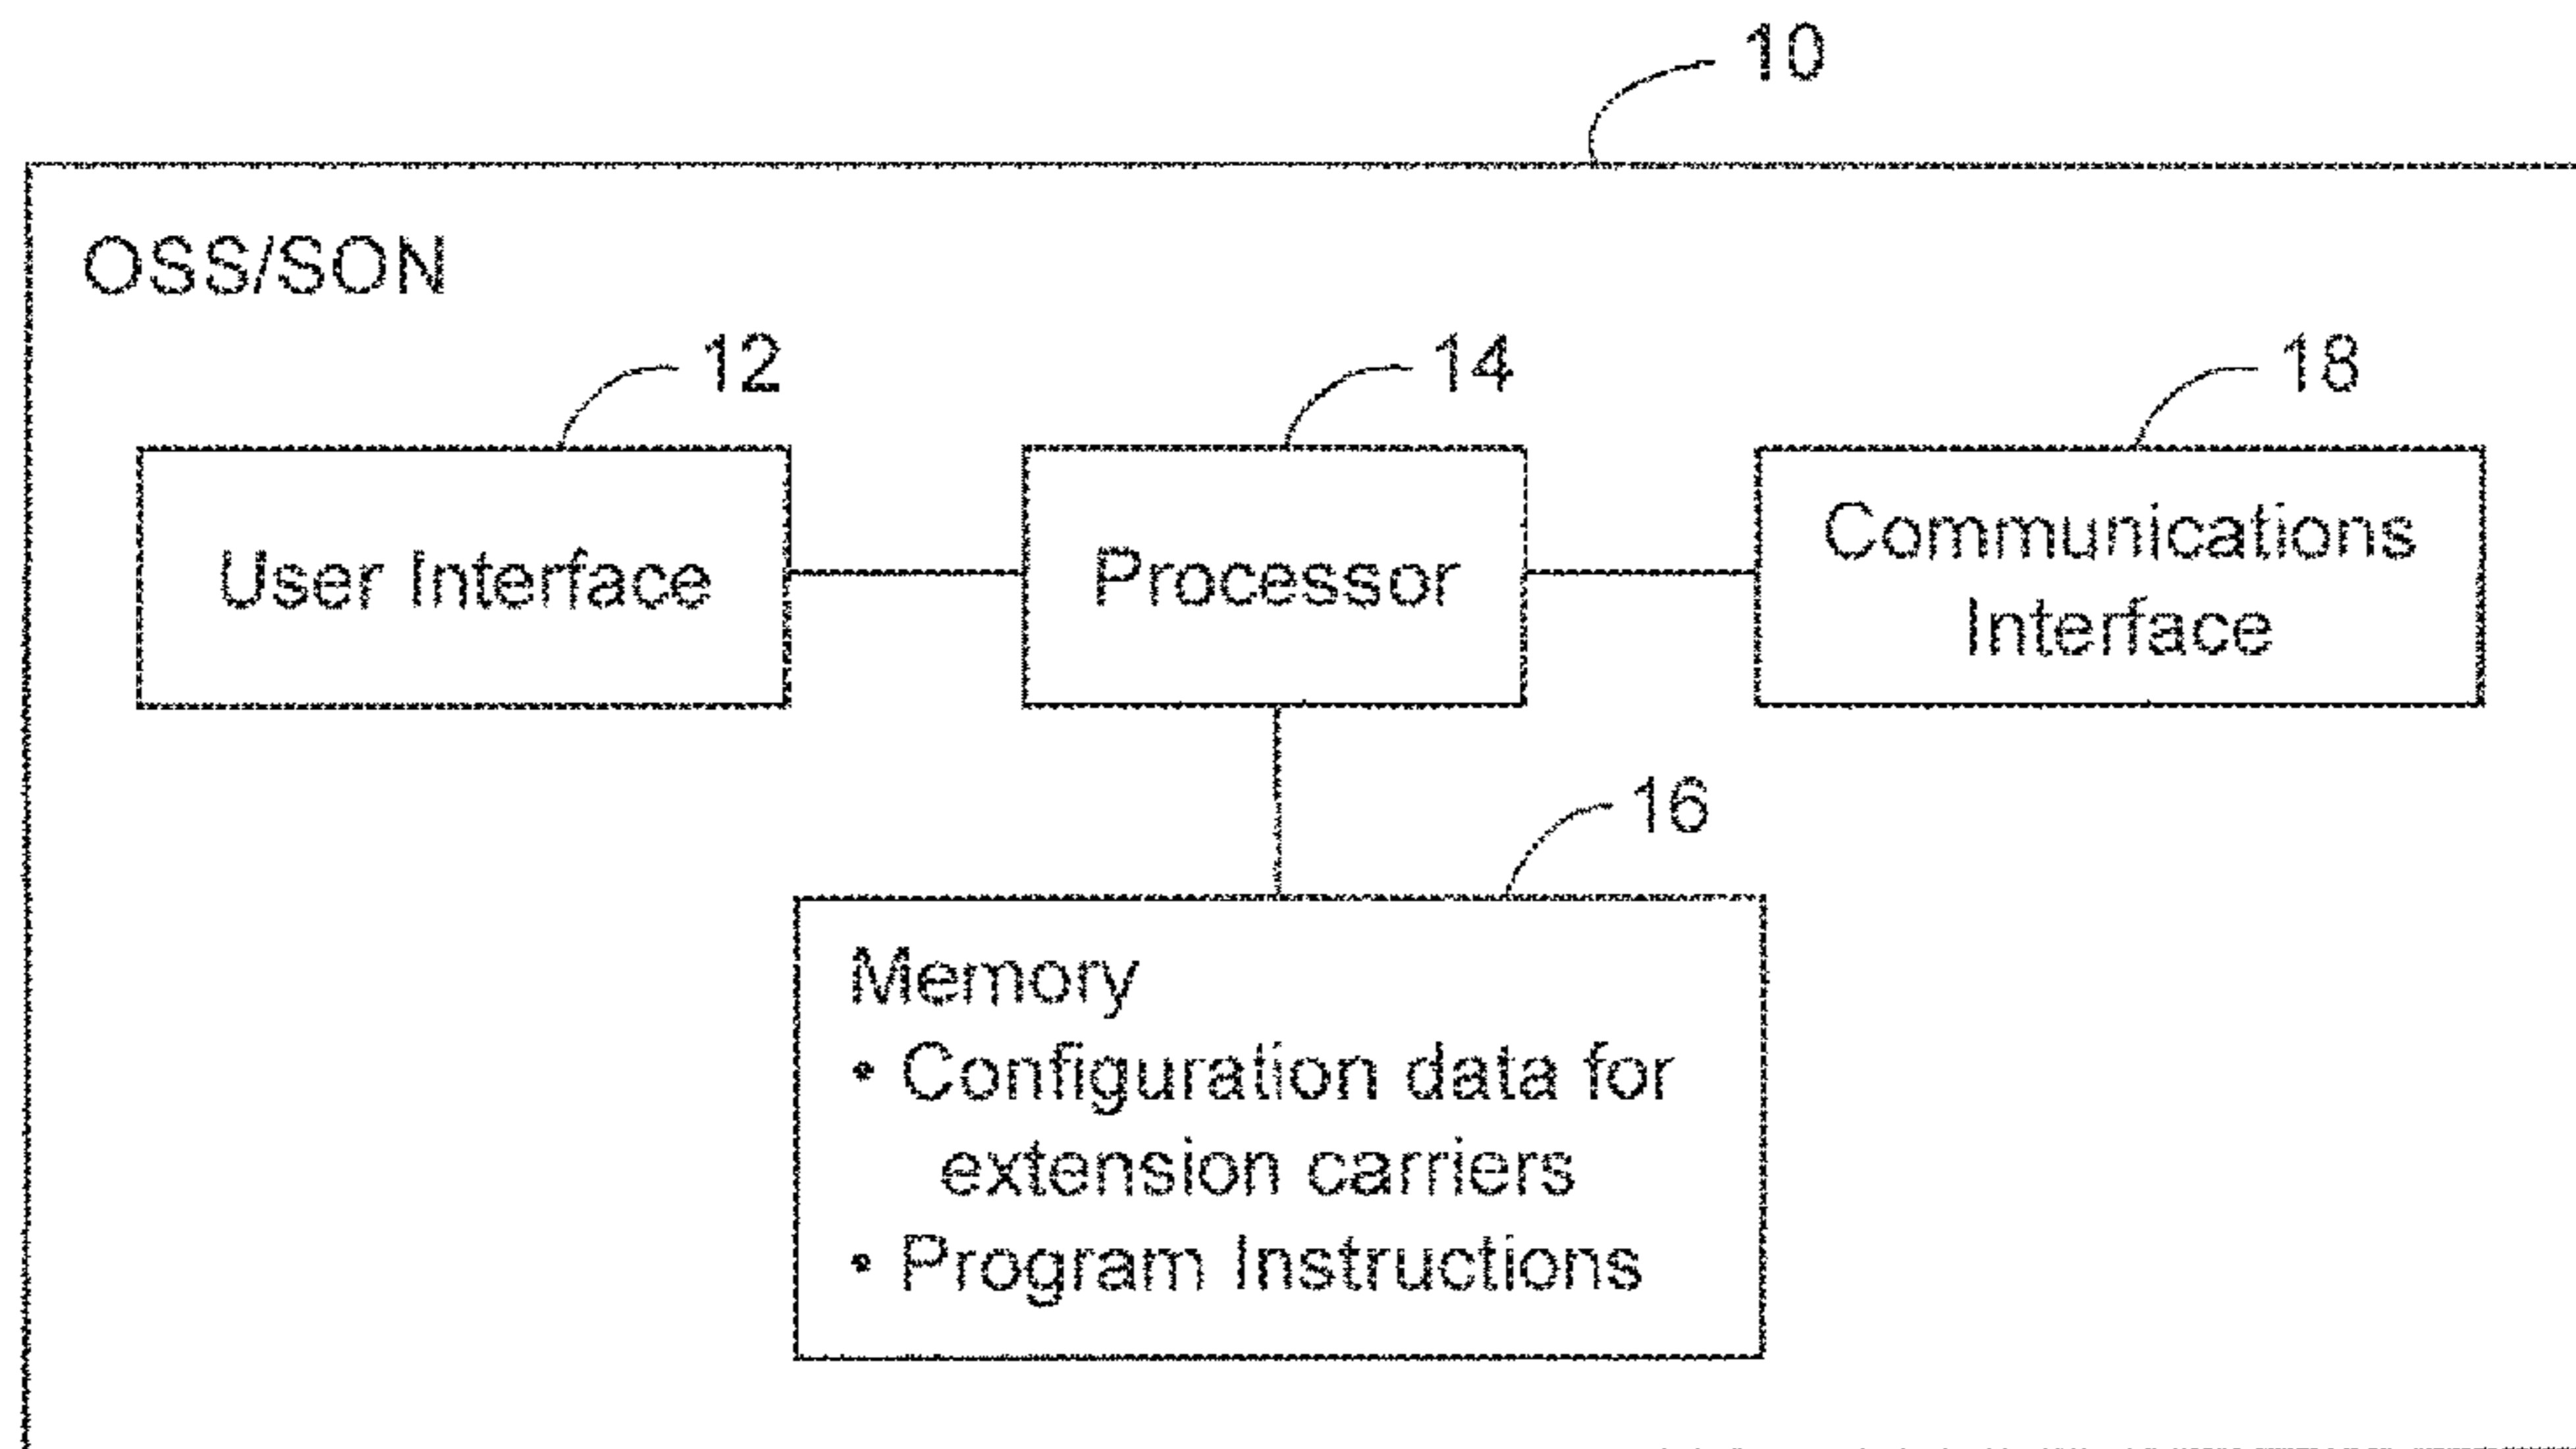 10
OSS/SON
12
14
18
User Interface
Processor
Communications
Interface
16
Memory
• Configuration data for
extension carriers
• Program Instructions